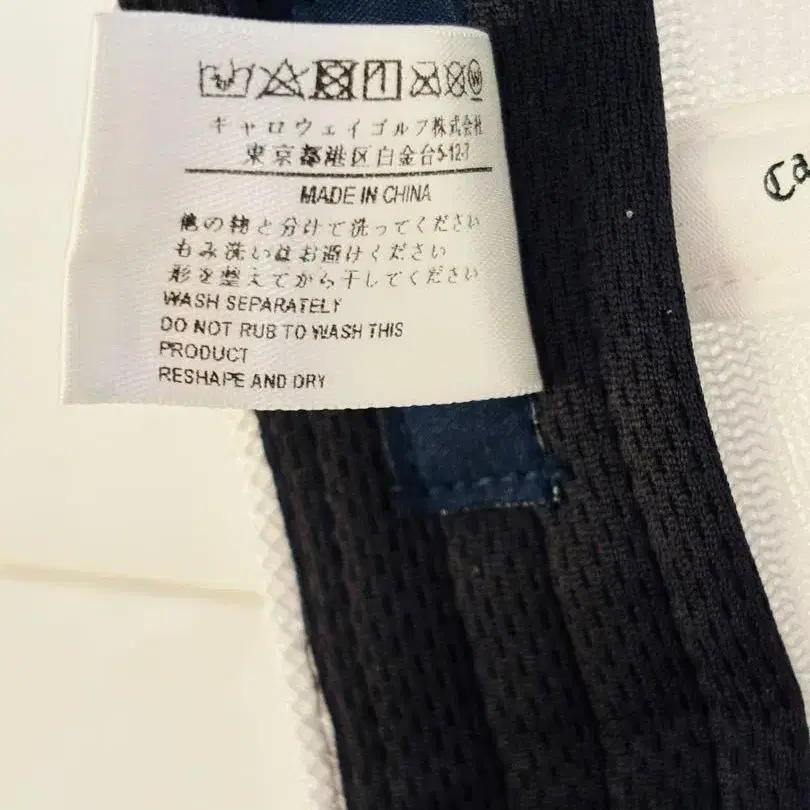 キャロウェイゴルフ株式会社
東京都港区白金台5-12-7
MADE IN CHINA
他の物と分けて洗ってください
もみ洗いはお避けください
形を整えてから干してください
WASH SEPARATELY
DO NOT RUB TO WASH THIS
PRODUCT
RESHAPE AND DRY
Ca